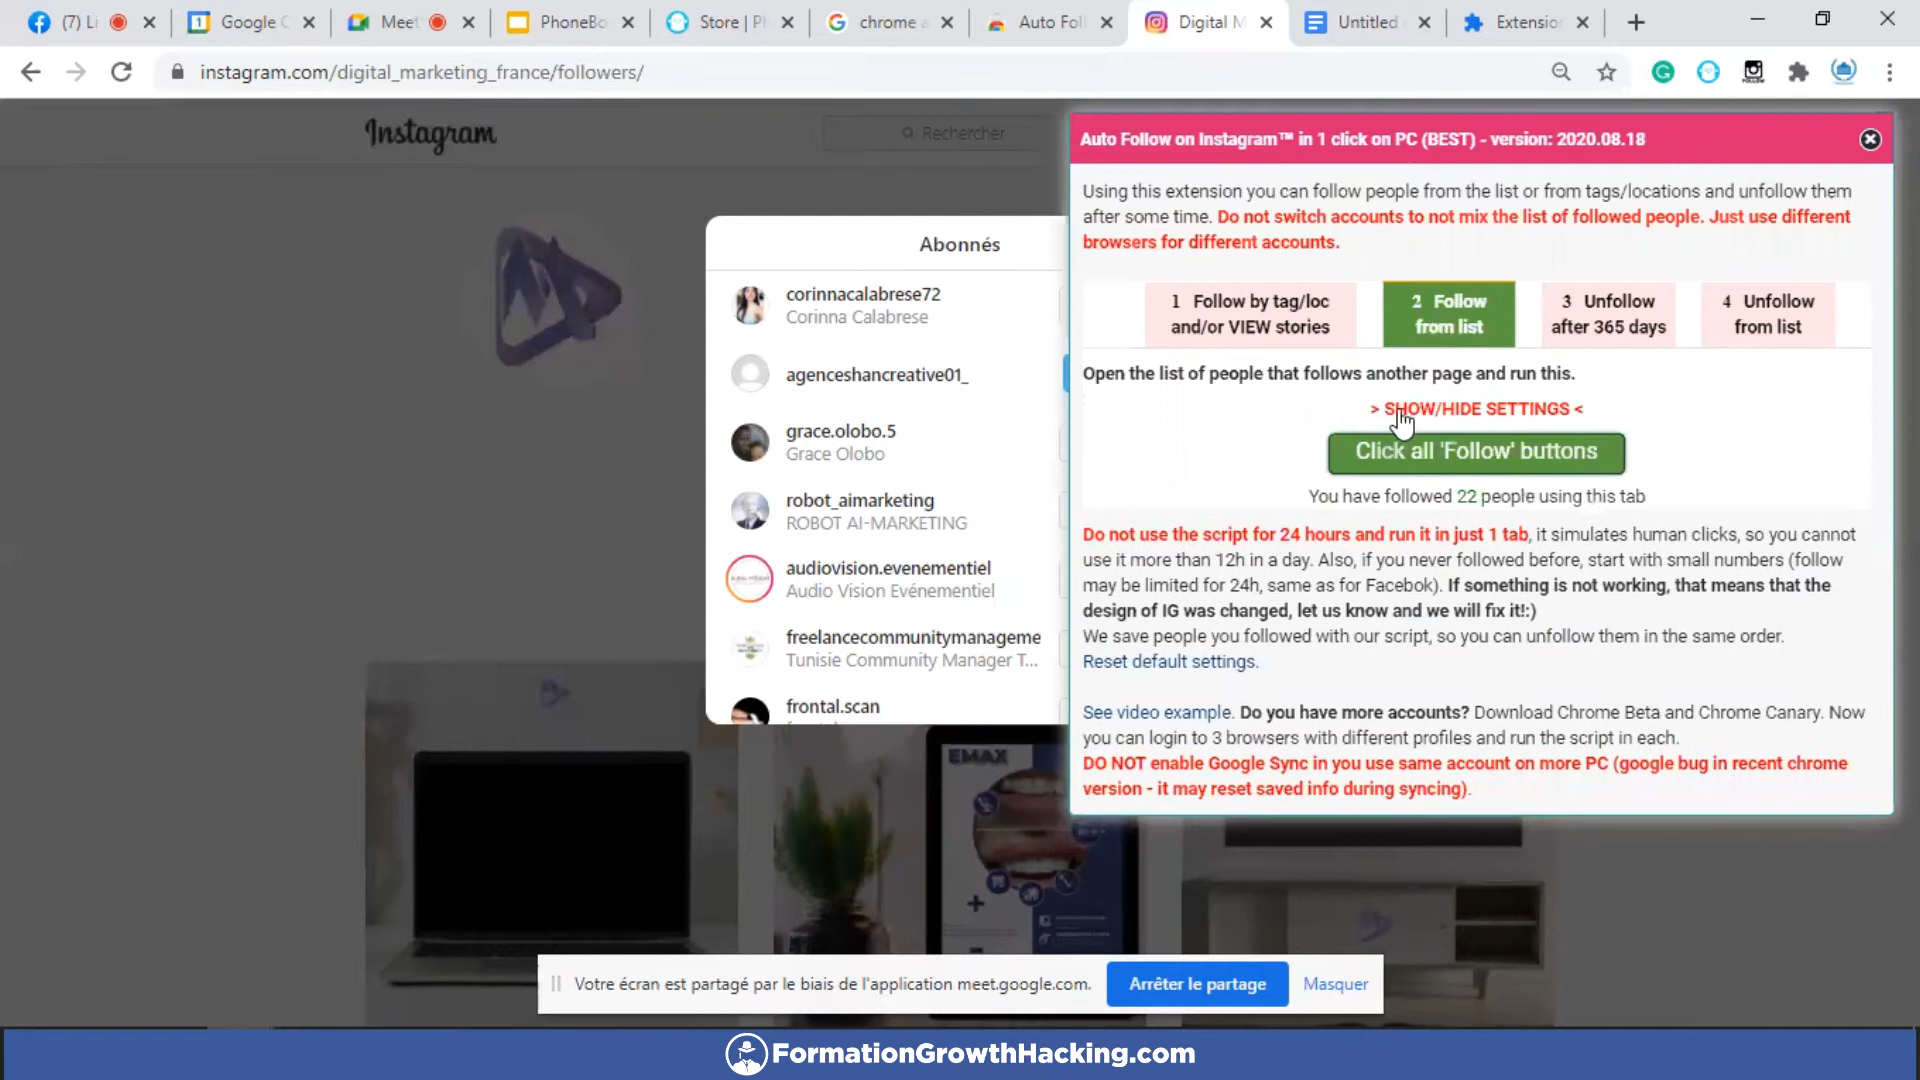 (7) Li
Google C
Meet
PhoneBo
Store | Ph
chrome a
Auto Foll
Digital M
Untitled
Extension
instagram.com/digital_marketing_france/followers/
FOLLOW
Instagram
Rechercher
Abonnés
corinnacalabrese72
Corinna Calabrese
agenceshancreative01_
grace.olobo.5
Grace Olobo
robot_aimarketing
ROBOT AI-MARKETING
audiovision.evenementiel
Audio Vision Evénementiel
freelancecommunitymanageme
Tunisie Community Manager T...
frontal.scan
Auto Follow on Instagram™ in 1 click on PC (BEST) - version: 2020.08.18
Using this extension you can follow people from the list or from tags/locations and unfollow them
after some time. Do not switch accounts to not mix the list of followed people. Just use different
browsers for different accounts.
1 Follow by tag/loc
and/or VIEW stories
2 Follow
from list
3 Unfollow
after 365 days
4 Unfollow
from list
Open the list of people that follows another page and run this.
> SHOW/HIDE SETTINGS <
Click all 'Follow' buttons
You have followed 22 people using this tab
Do not use the script for 24 hours and run it in just 1 tab, it simulates human clicks, so you cannot
use it more than 12h in a day. Also, if you never followed before, start with small numbers (follow
may be limited for 24h, same as for Facebok). If something is not working, that means that the
design of IG was changed, let us know and we will fix it!:)
We save people you followed with our script, so you can unfollow them in the same order.
Reset default settings.
See video example. Do you have more accounts? Download Chrome Beta and Chrome Canary. Now
you can login to 3 browsers with different profiles and run the script in each.
DO NOT enable Google Sync in you use same account on more PC (google bug in recent chrome
version - it may reset saved info during syncing).
EMAX
Votre écran est partagé par le biais de l'application meet.google.com.
Arrêter le partage
Masquer
FormationGrowthHacking.com